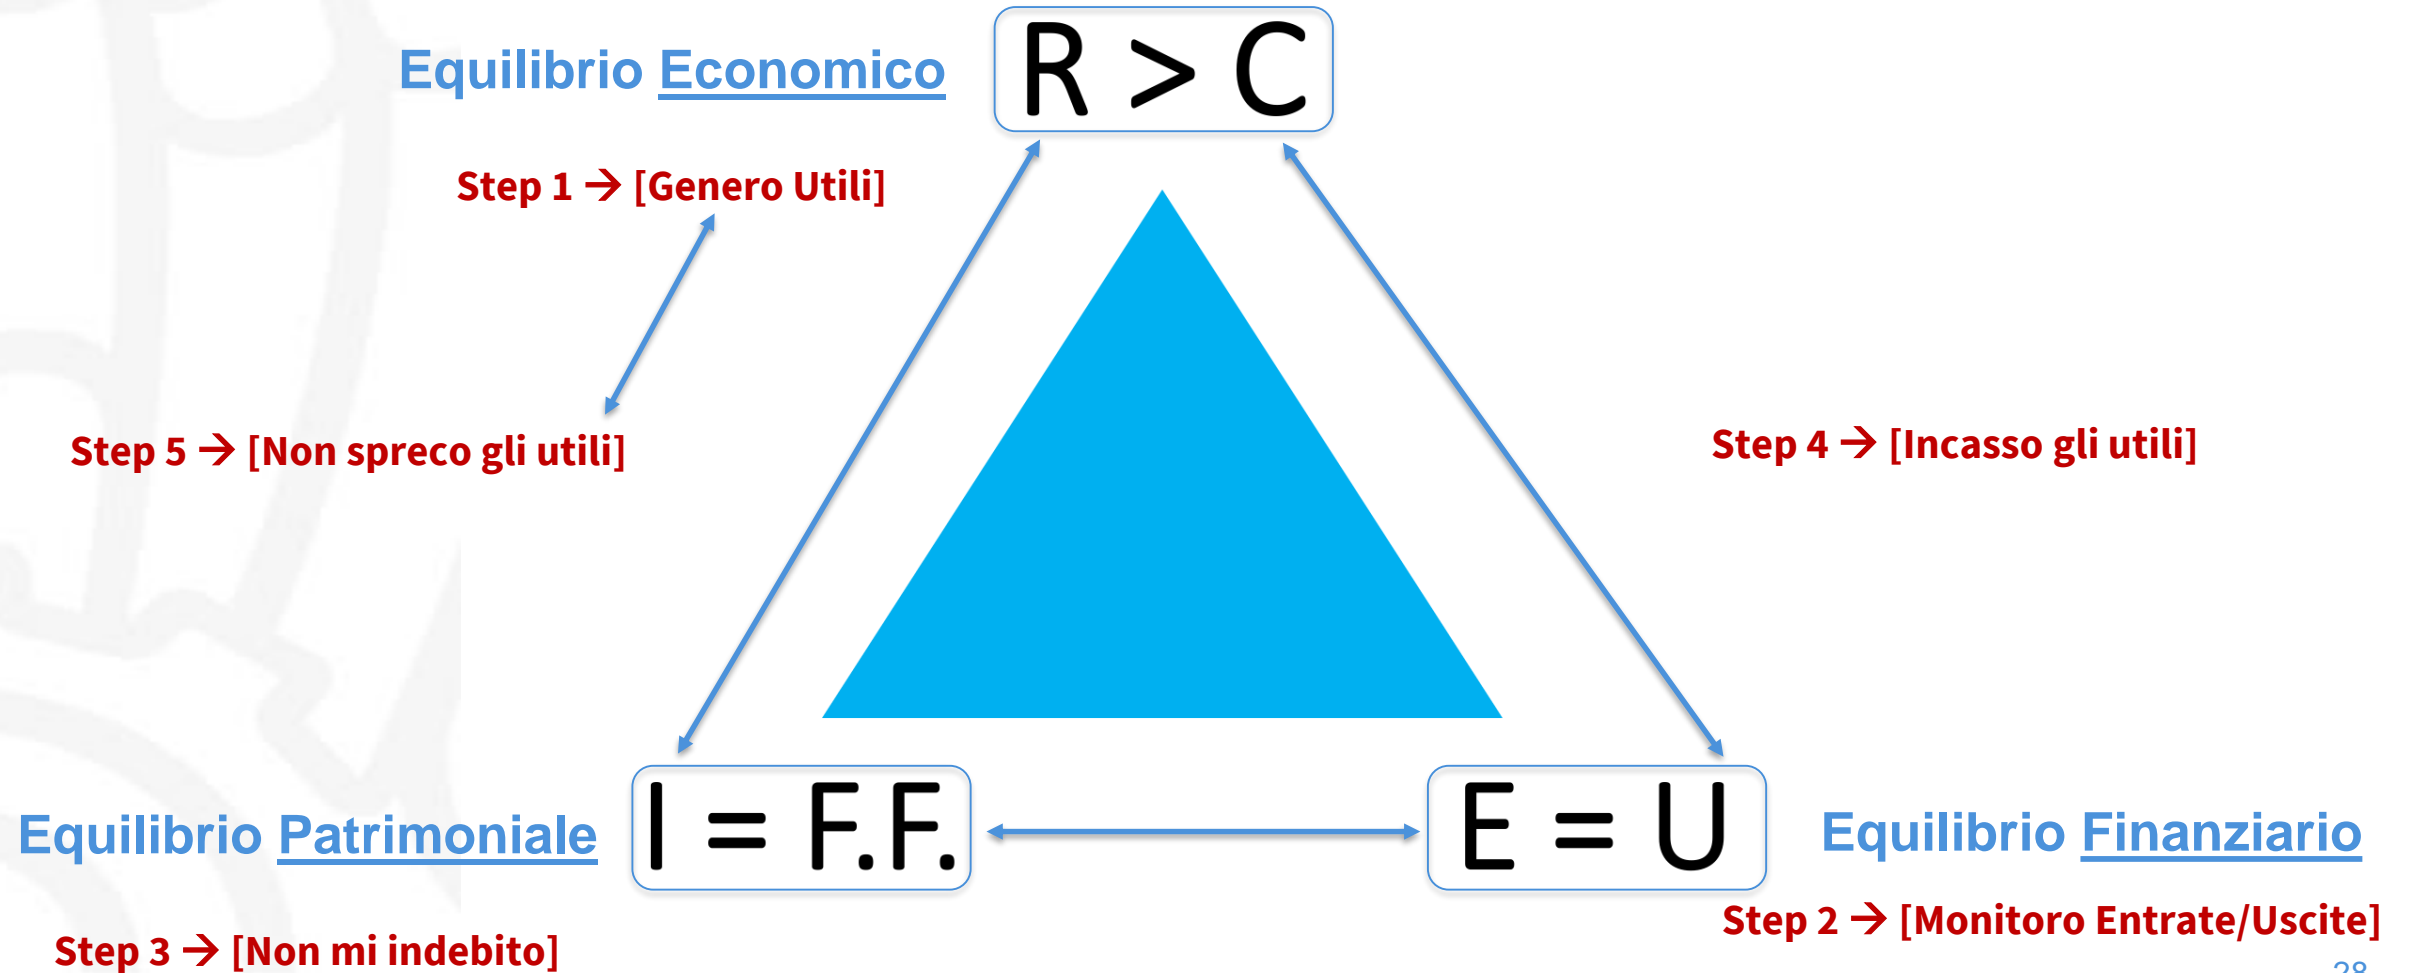 R > C
Equilibrio Economico
Step 1 → [Genero Utili]
Step 5 → [Non spreco gli utili]
Step 4 → [Incasso gli utili]
I = F.F.
E = U
Equilibrio Patrimoniale
Equilibrio Finanziario
Step 2 → [Monitoro Entrate/Uscite]
Step 3 → [Non mi indebito]
28